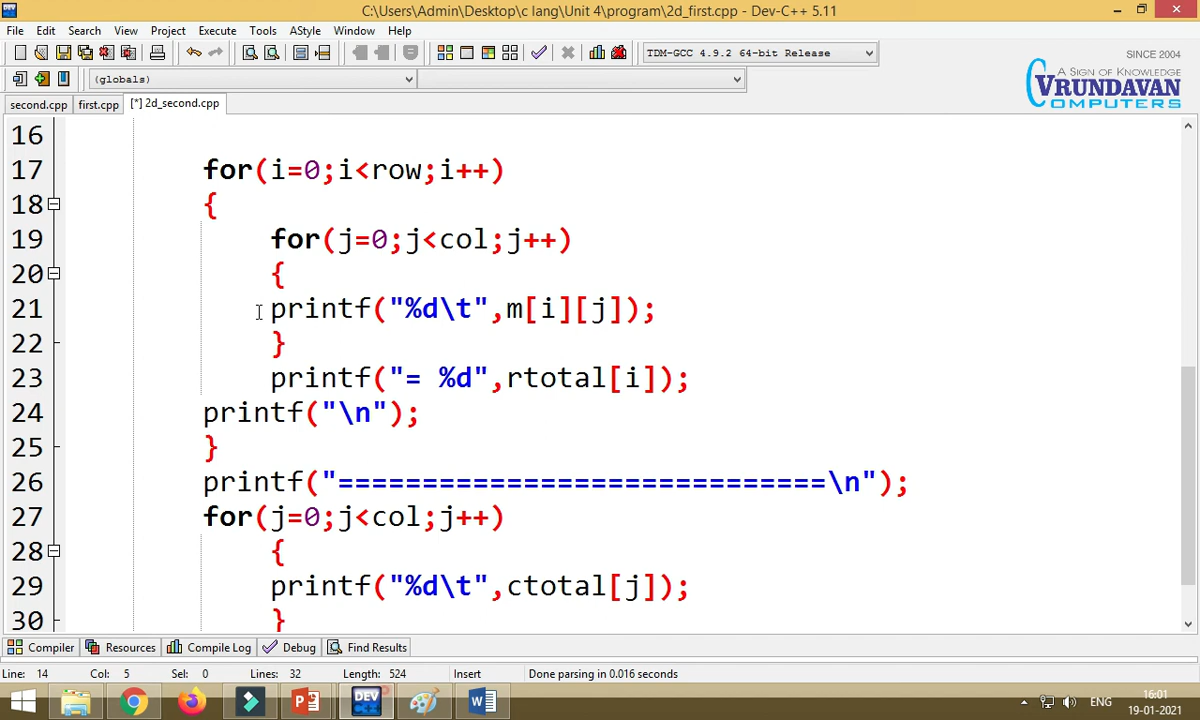 C:\Users\Admin\Desktop\c lang\Unit 4\program\2d_first.cpp - Dev-C++ 5.11
File Edit Search View Project Execute Tools AStyle Window Help
TDM-GCC 4.9.2 64-bit Release
SINCE 2004
(globals)
A SIGN OF KNOWLEDGE
VRUNDAVAN
COMPUTERS
second.cpp first.cpp [*] 2d_second.cpp
16
17 for(i=0;i<row;i++)
18 {
19 for(j=0;j<col;j++)
20 {
21 printf("%d\t",m[i][j]);
22 }
23 printf("= %d",rtotal[i]);
24 printf("\n");
25 }
26 printf("=============================\n");
27 for(j=0;j<col;j++)
28 {
29 printf("%d\t",ctotal[j]);
30 }
Compiler Resources Compile Log Debug Find Results
Line: 14 Col: 5 Sel: 0 Lines: 32 Length: 524 Insert Done parsing in 0.016 seconds
ENG
16:01
19-01-2021